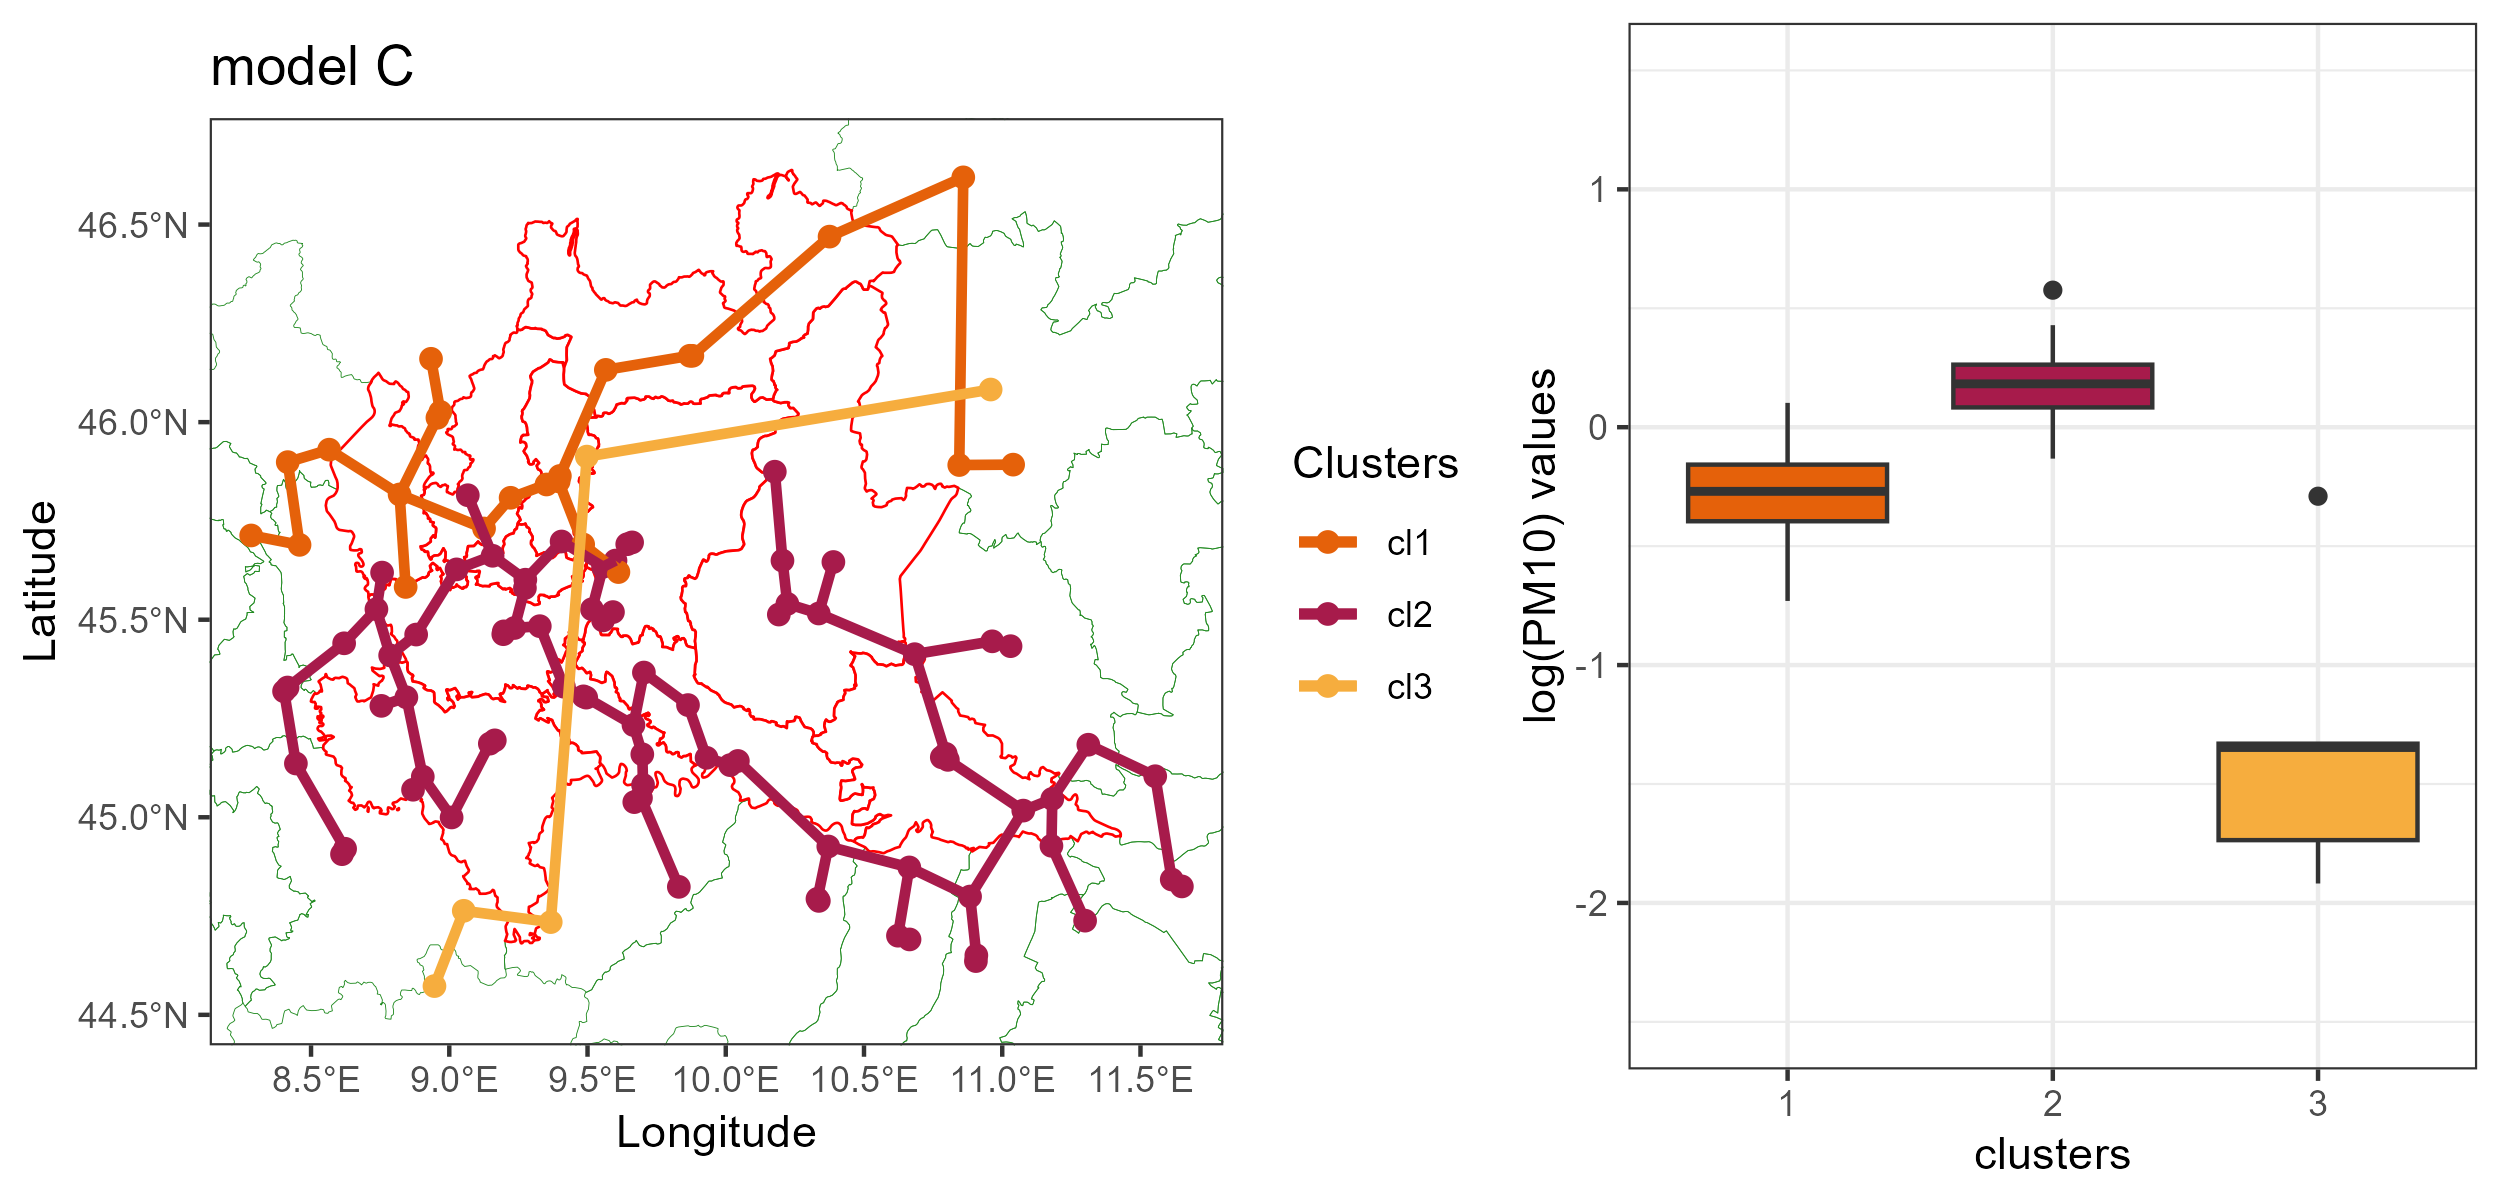 model C
46.5°N
46.0°N
45.5°N
45.0°N
44.5°N
Latitude
8.5°E 9.0°E 9.5°E 10.0°E 10.5°E 11.0°E 11.5°E
Longitude
Clusters
cl1
cl2
cl3
log(PM10) values
1
0
-1
-2
1 2 3
clusters